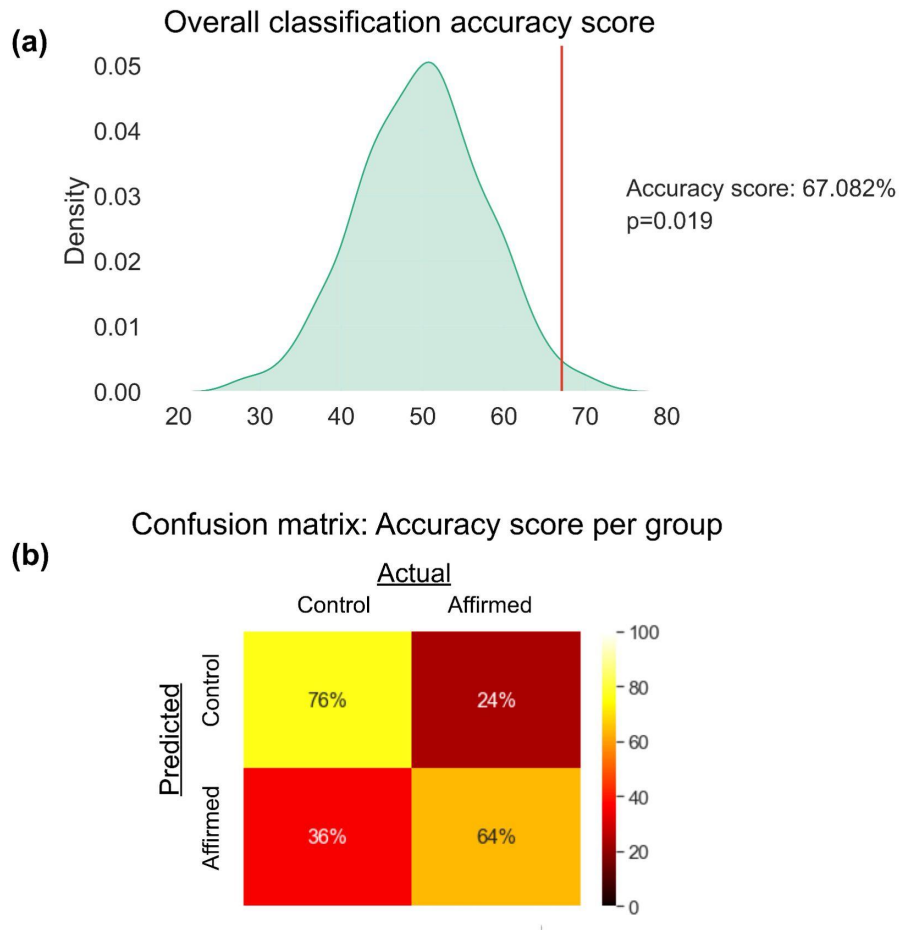 Overall classification accuracy score
(a)
0.05
0.04
0.03
0.02
0.01
0.00
Density
20 30 40 50 60 70 80
Accuracy score: 67.082%
p=0.019
Confusion matrix: Accuracy score per group
(b)
Actual
Control Affirmed
Predicted
Control
76% 24%
Affirmed
36% 64%
100
80
60
40
20
0